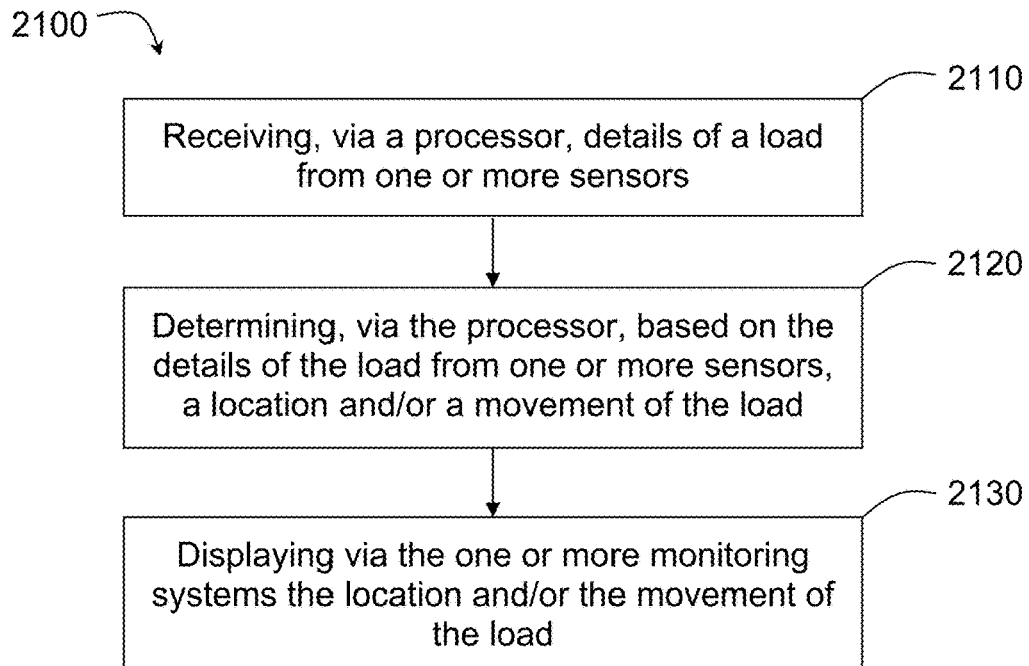 2100
2110
Receiving, via a processor, details of a load
from one or more sensors
2120
Determining, via the processor, based on the
details of the load from one or more sensors,
a location and/or a movement of the load
2130
Displaying via the one or more monitoring
systems the location and/or the movement of
the load